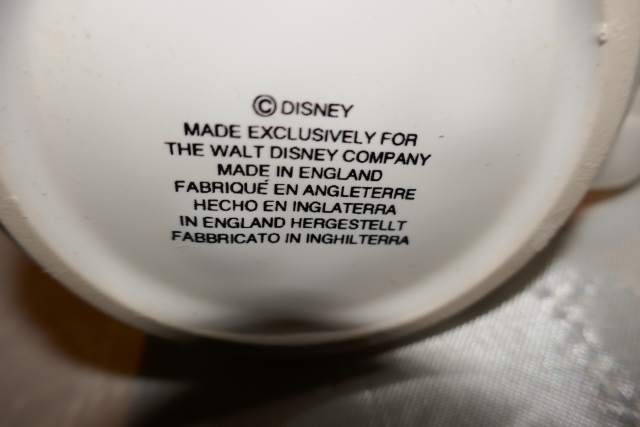 © DISNEY
MADE EXCLUSIVELY FOR
THE WALT DISNEY COMPANY
MADE IN ENGLAND
FABRIQUÉ EN ANGLETERRE
HECHO EN INGLATERRA
IN ENGLAND HERGESTELLT
FABBRICATO IN INGHILTERRA